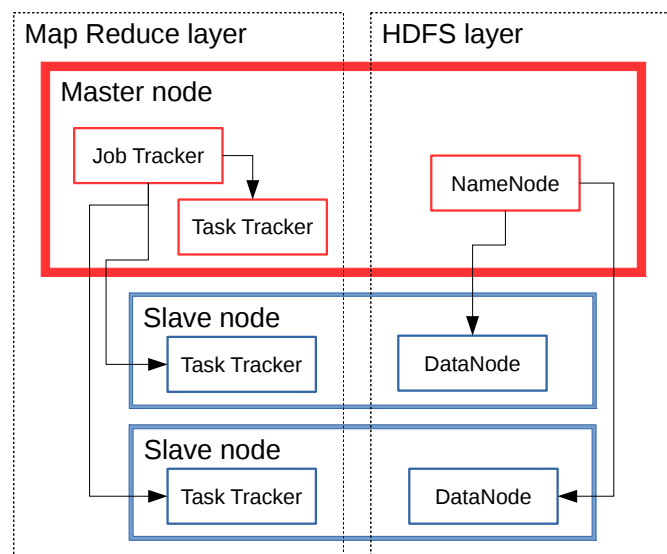 Map Reduce layer
HDFS layer
Master node
Job Tracker
NameNode
Task Tracker
Slave node
Task Tracker
DataNode
Slave node
Task Tracker
DataNode